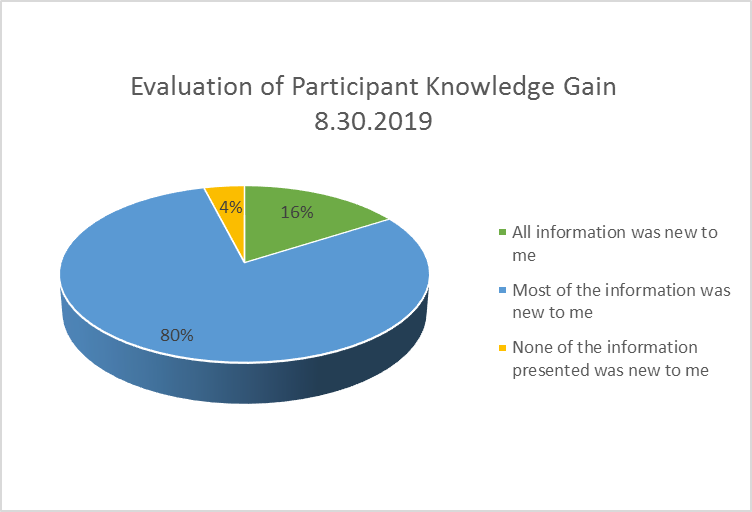 Evaluation of Participant Knowledge Gain
8.30.2019
4%
16%
80%
All information was new to
me
Most of the information was
new to me
None of the information
presented was new to me